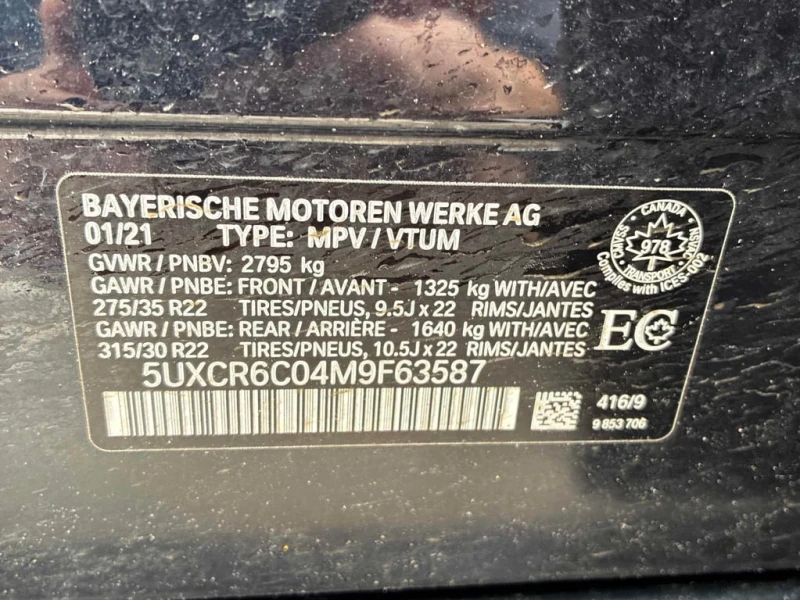 BAYERISCHE MOTOREN WERKE AG
01/21 TYPE: MPV / VTUM
GVWR / PNBV: 2795 kg
GAWR / PNBE: FRONT / AVANT - 1325 kg WITH/AVEC
275/35 R22 TIRES/PNEUS, 9.5J x 22 RIMS/JANTES
GAWR / PNBE: REAR / ARRIÈRE - 1640 kg WITH/AVEC
315/30 R22 TIRES/PNEUS, 10.5J x 22 RIMS/JANTES
5UXCR6C04M9F63587
416/9
9 853 706
CANADA
978
TRANSPORT
CMVSS
NSVAC
Complies with ICES-002
EC